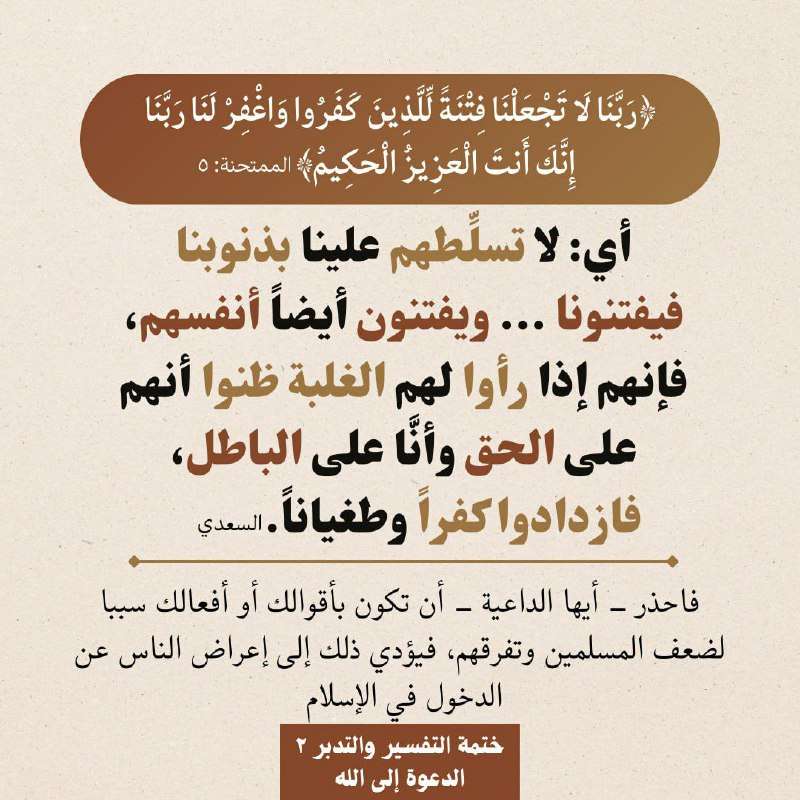 ﴿رَبَّنَا لَا تَجْعَلْنَا فِتْنَةً لِّلَّذِينَ كَفَرُوا وَاغْفِرْ لَنَا رَبَّنَا
إِنَّكَ أَنتَ الْعَزِيزُ الْحَكِيمُ﴾ الممتحنة: ٥
أي: لا تسلِّطهم علينا بذنوبنا
فيفتنونا ... ويفتنون أيضاً أنفسهم،
فإنهم إذا رأوا لهم الغلبة ظنوا أنهم
على الحق وأنَّا على الباطل،
فازدادوا كفراً وطغياناً. السعدي
فاحذر – أيها الداعية – أن تكون بأقوالك أو أفعالك سببا
لضعف المسلمين وتفرقهم، فيؤدي ذلك إلى إعراض الناس عن
الدخول في الإسلام
ختمة التفسير والتدبر ٢
الدعوة إلى الله